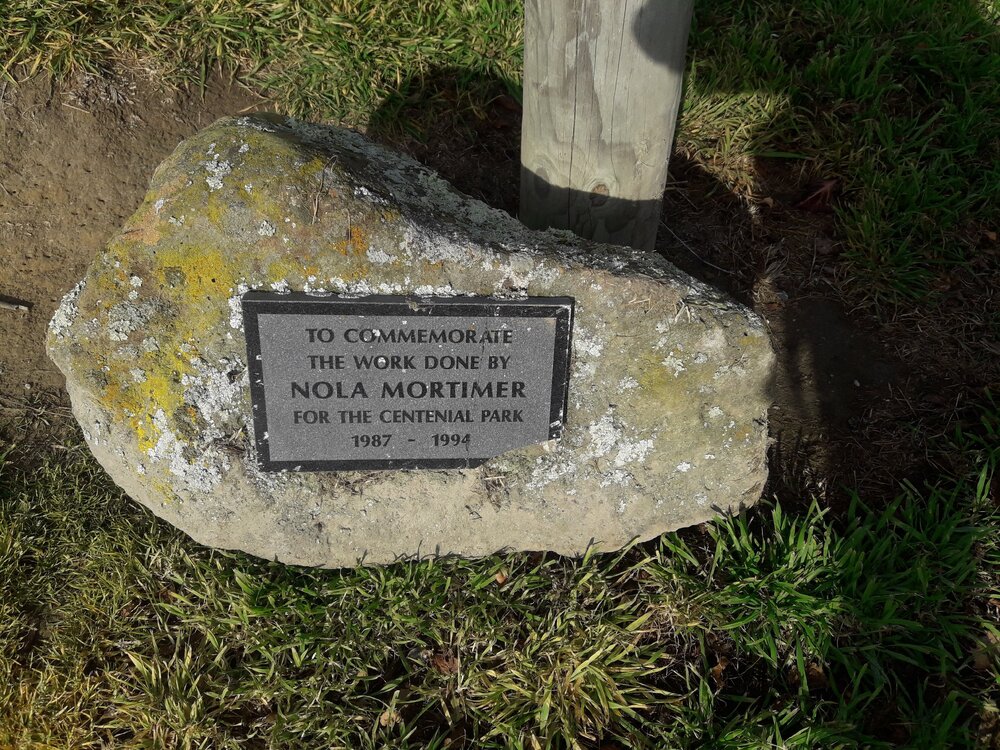 TO COMMEMORATE
THE WORK DONE BY
NOLA MORTIMER
FOR THE CENTENIAL PARK
1987 - 1994